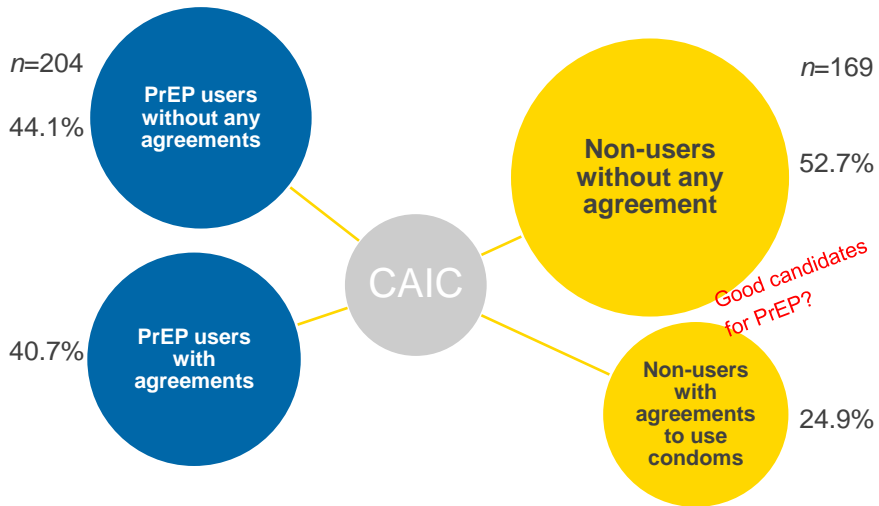 n=204
44.1%
PrEP users
without any
agreements
40.7%
PrEP users
with
agreements
CAIC
n=169
52.7%
Non-users
without any
agreement
Good candidates
for PrEP?
24.9%
Non-users
with
agreements
to use
condoms